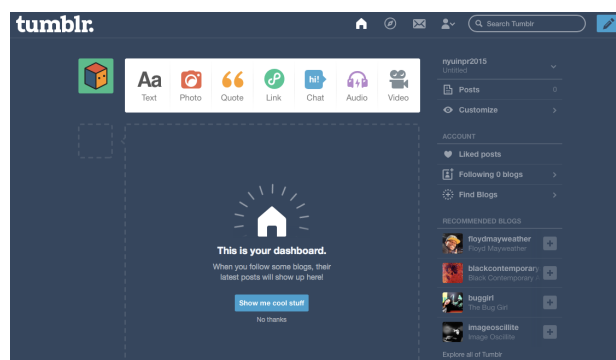 tumblr.
Search Tumblr
Aa
Text
Photo
Quote
Link
hi!
Chat
Audio
Video
This is your dashboard.
When you follow some blogs, their
latest posts will show up here!
Show me cool stuff
No thanks
nyuinpr2015
Untitled
Posts 0
Customize
ACCOUNT
Liked posts
Following 0 blogs
Find Blogs
RECOMMENDED BLOGS
floydmayweather
Floyd Mayweather
blackcontemporary
Black Contemporary
buggirl
The Bug Girl
imageoscillite
Image Oscillite
Explore all of Tumblr